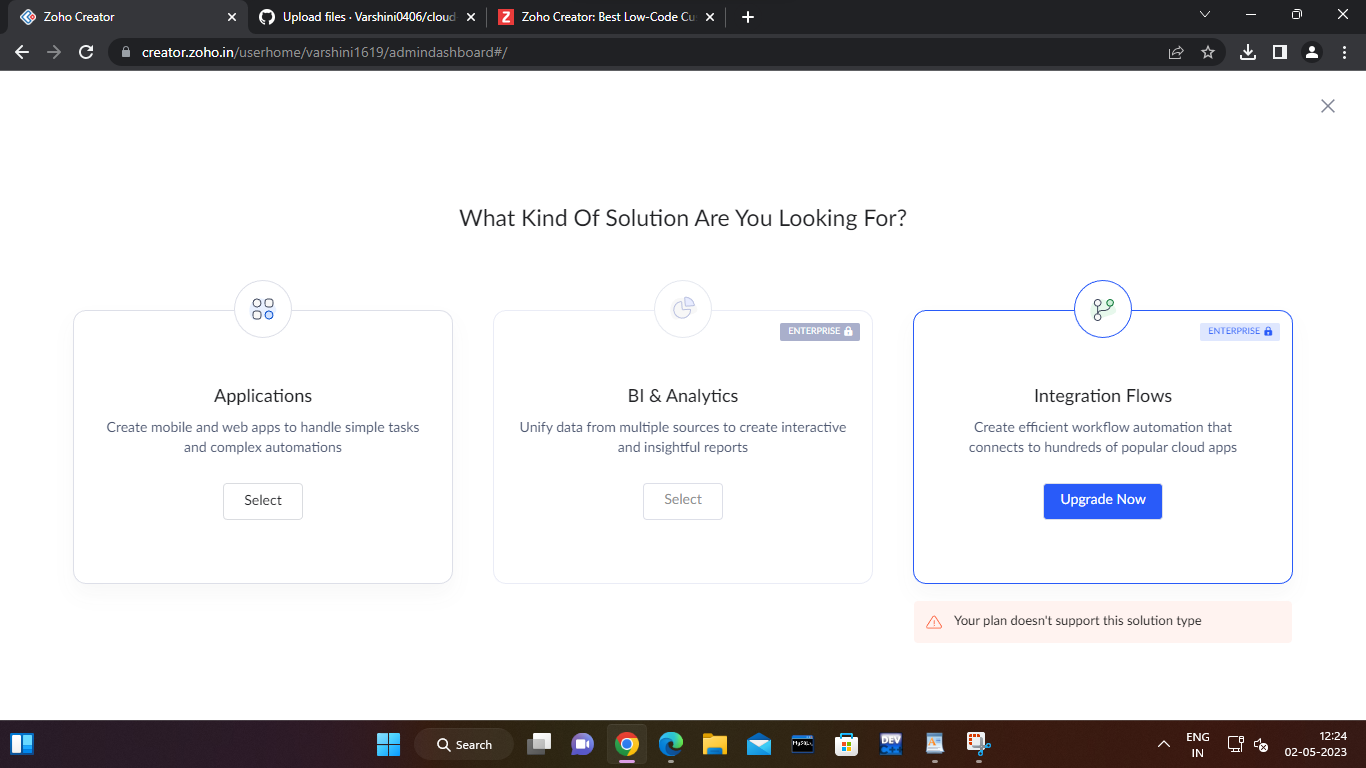 Zoho Creator
Upload files · Varshini0406/cloud
Z
Zoho Creator: Best Low-Code Cu
creator.zoho.in/userhome/varshini1619/admindashboard#/
What Kind Of Solution Are You Looking For?
Applications
Create mobile and web apps to handle simple tasks
and complex automations
Select
ENTERPRISE
BI & Analytics
Unify data from multiple sources to create interactive
and insightful reports
Select
ENTERPRISE
Integration Flows
Create efficient workflow automation that
connects to hundreds of popular cloud apps
Upgrade Now
Your plan doesn't support this solution type
Search
MySQL
DEV
ENG
IN
12:24
02-05-2023